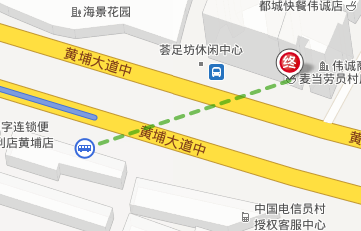 都城快餐伟诚店
海景花园
黄埔大道中
荟足坊休闲中心
终
伟诚商
麦当劳员村店
字连锁便
利店黄埔店
黄埔大道中
黄
中国电信员村
授权客服中心